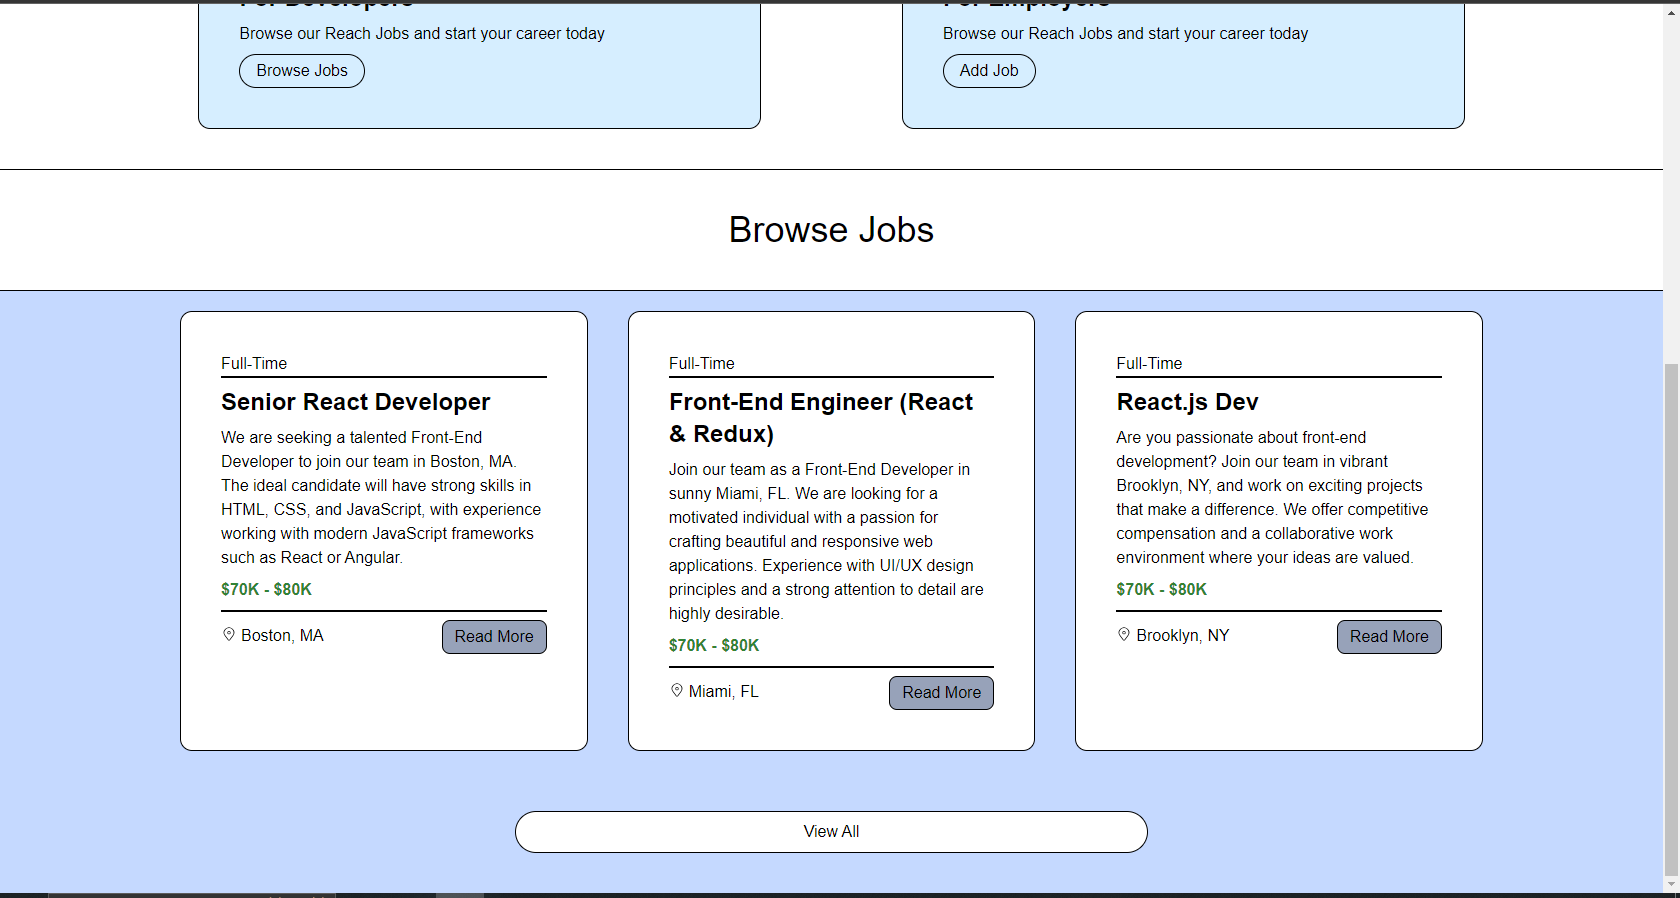 For Developers
For Employers
Browse our Reach Jobs and start your career today
Browse our Reach Jobs and start your career today
Browse Jobs
Add Job
Browse Jobs
Full-Time
Senior React Developer
We are seeking a talented Front-End
Developer to join our team in Boston, MA.
The ideal candidate will have strong skills in
HTML, CSS, and JavaScript, with experience
working with modern JavaScript frameworks
such as React or Angular.
$70K - $80K
Boston, MA
Read More
Full-Time
Front-End Engineer (React
& Redux)
Join our team as a Front-End Developer in
sunny Miami, FL. We are looking for a
motivated individual with a passion for
crafting beautiful and responsive web
applications. Experience with UI/UX design
principles and a strong attention to detail are
highly desirable.
$70K - $80K
Miami, FL
Read More
Full-Time
React.js Dev
Are you passionate about front-end
development? Join our team in vibrant
Brooklyn, NY, and work on exciting projects
that make a difference. We offer competitive
compensation and a collaborative work
environment where your ideas are valued.
$70K - $80K
Brooklyn, NY
Read More
View All